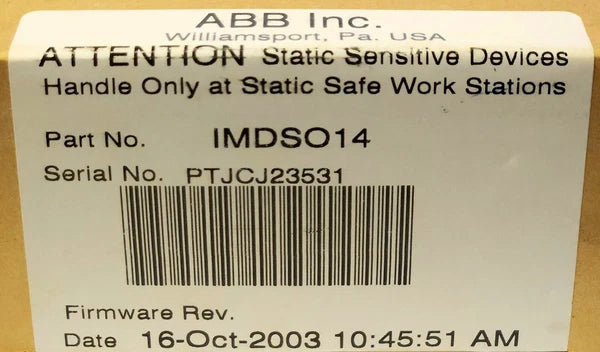 ABB Inc.
Williamsport, Pa. USA
ATTENTION Static Sensitive Devices
Handle Only at Static Safe Work Stations
Part No. IMDSO14
Serial No. PTJCJ23531
Firmware Rev.
Date 16-Oct-2003 10:45:51 AM